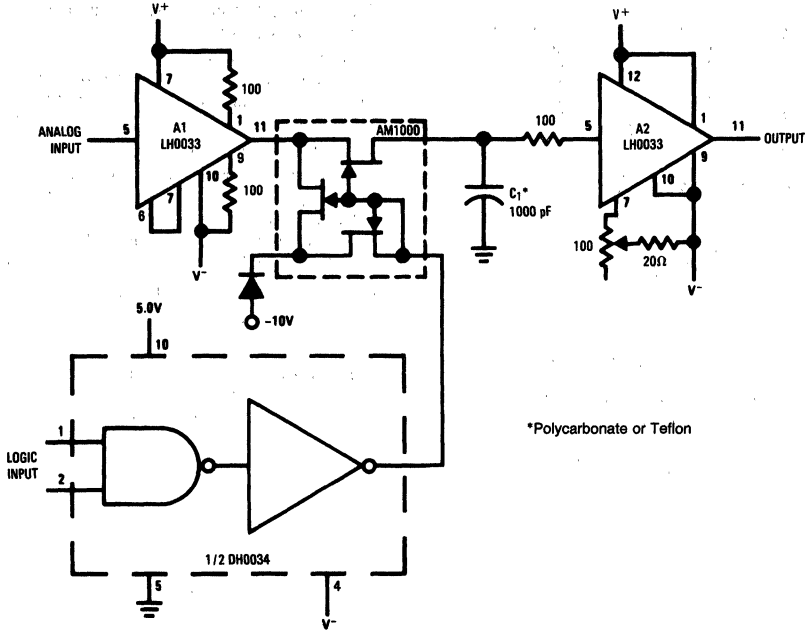 V+
V+
7
12
100
1
1
ANALOG
INPUT
5
A1
LH0033
11
AM1000
100
5
A2
LH0033
11
OUTPUT
9
9
10
10
100
7
6
7
C1*
1000 pF
100
20Ω
V−
V−
-10V
5.0V
10
*Polycarbonate or Teflon
1
LOGIC
INPUT
2
1/2 DH0034
5
4
V−